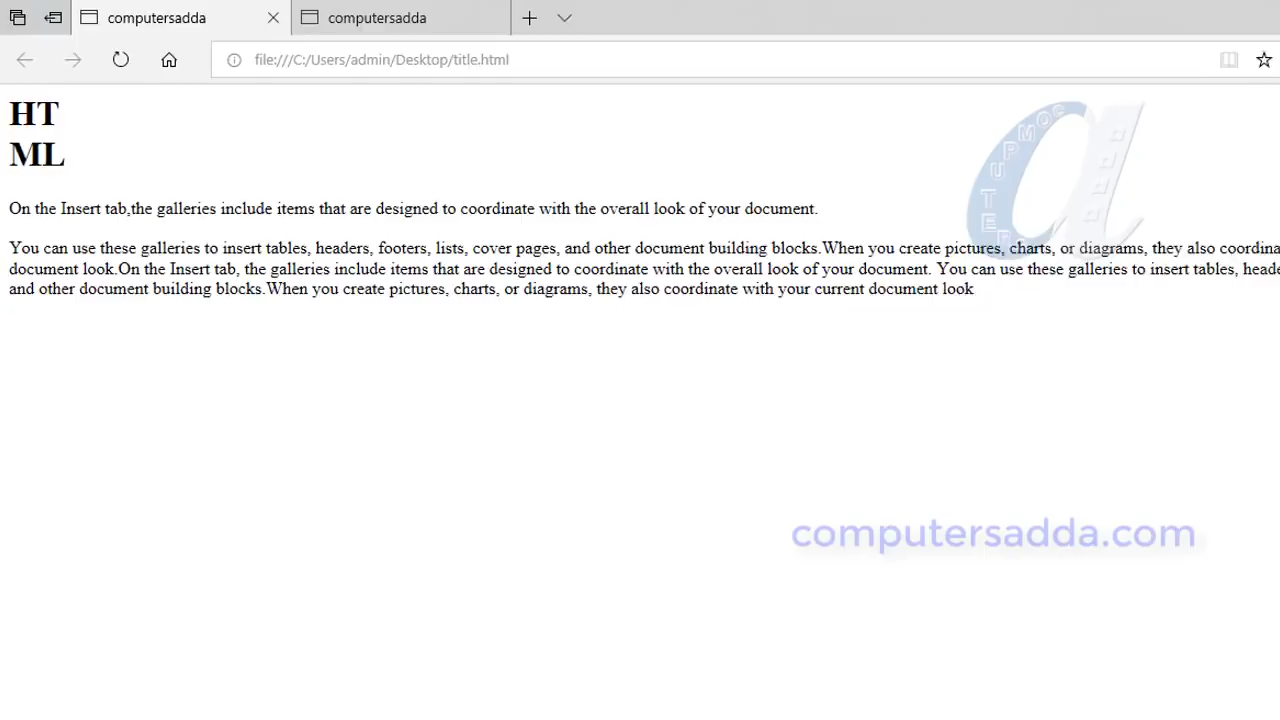 computersadda
computersadda
file:///C:/Users/admin/Desktop/title.html
HT
ML
On the Insert tab,the galleries include items that are designed to coordinate with the overall look of your document.
You can use these galleries to insert tables, headers, footers, lists, cover pages, and other document building blocks.When you create pictures, charts, or diagrams, they also coordina
document look.On the Insert tab, the galleries include items that are designed to coordinate with the overall look of your document. You can use these galleries to insert tables, heade
and other document building blocks.When you create pictures, charts, or diagrams, they also coordinate with your current document look
COMPUTER
adda
computersadda.com